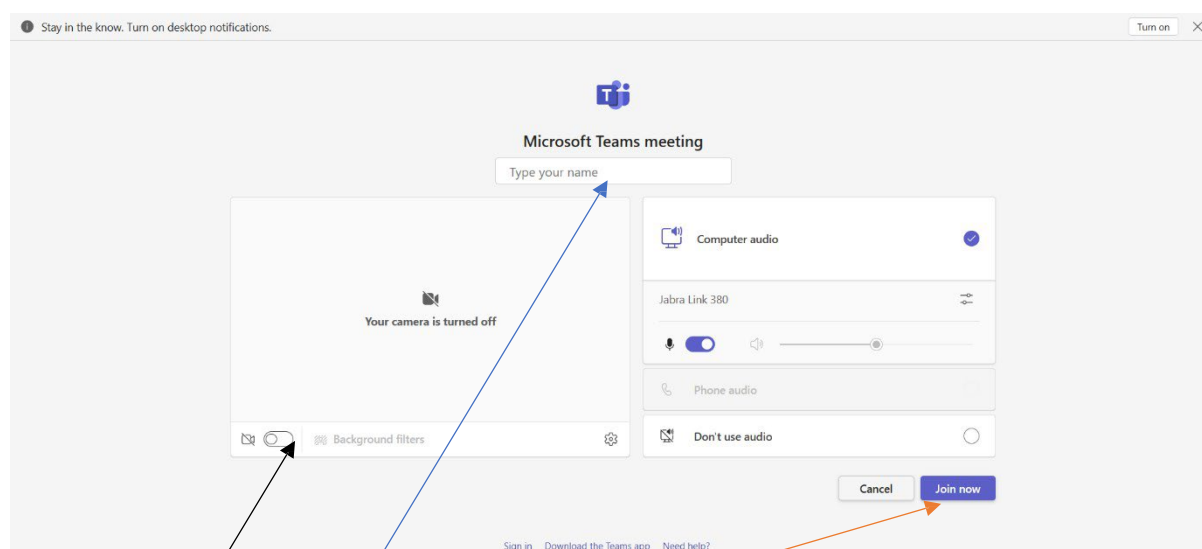 Stay in the know. Turn on desktop notifications.
Turn on
Microsoft Teams meeting
Type your name
Computer audio
Jabra Link 380
Your camera is turned off
Phone audio
Background filters
Don't use audio
Cancel
Join now
Sign in
Download the Teams app
Need help?